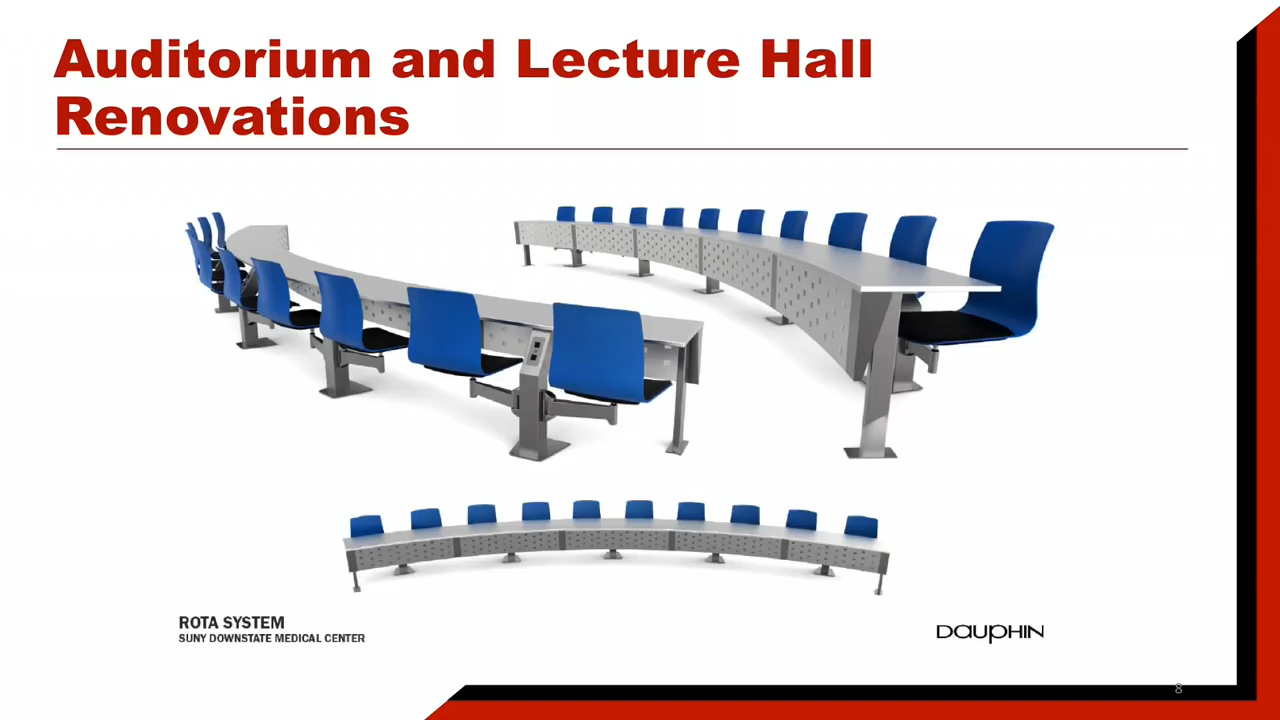 Auditorium and Lecture Hall
Renovations
ROTA SYSTEM
SUNY DOWNSTATE MEDICAL CENTER
DAUPHIN
8